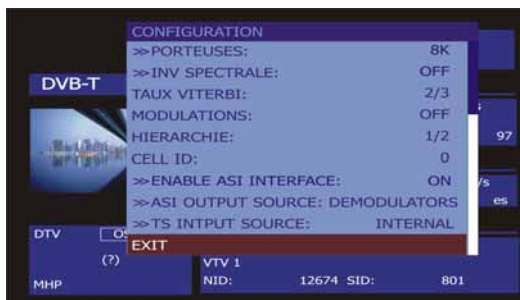 CONFIGURATION
≫PORTEUSES: 8K
≫INV SPECTRALE: OFF
TAUX VITERBI: 2/3
MODULATIONS: OFF
HIERARCHIE: 1/2
CELL ID: 0
≫ENABLE ASI INTERFACE: ON
≫ASI OUTPUT SOURCE: DEMODULATORS
≫TS INTPUT SOURCE: INTERNAL
EXIT
DVB-T
97
/s
es
DTV
(?)
MHP
VTV 1
NID: 12674 SID: 801